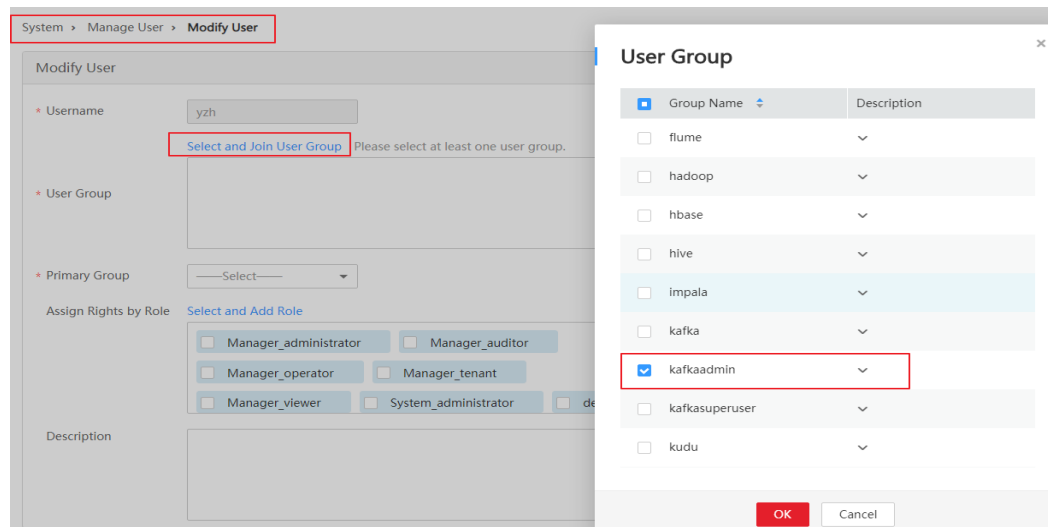 System > Manage User > Modify User
Modify User
* Username
yzh
Select and Join User Group Please select at least one user group.
* User Group
* Primary Group
——Select——
Assign Rights by Role
Select and Add Role
Manager_administrator
Manager_auditor
Manager_operator
Manager_tenant
Manager_viewer
System_administrator
de
Description
User Group
×
Group Name
Description
flume
hadoop
hbase
hive
impala
kafka
kafkaadmin
kafkasuperuser
kudu
OK
Cancel